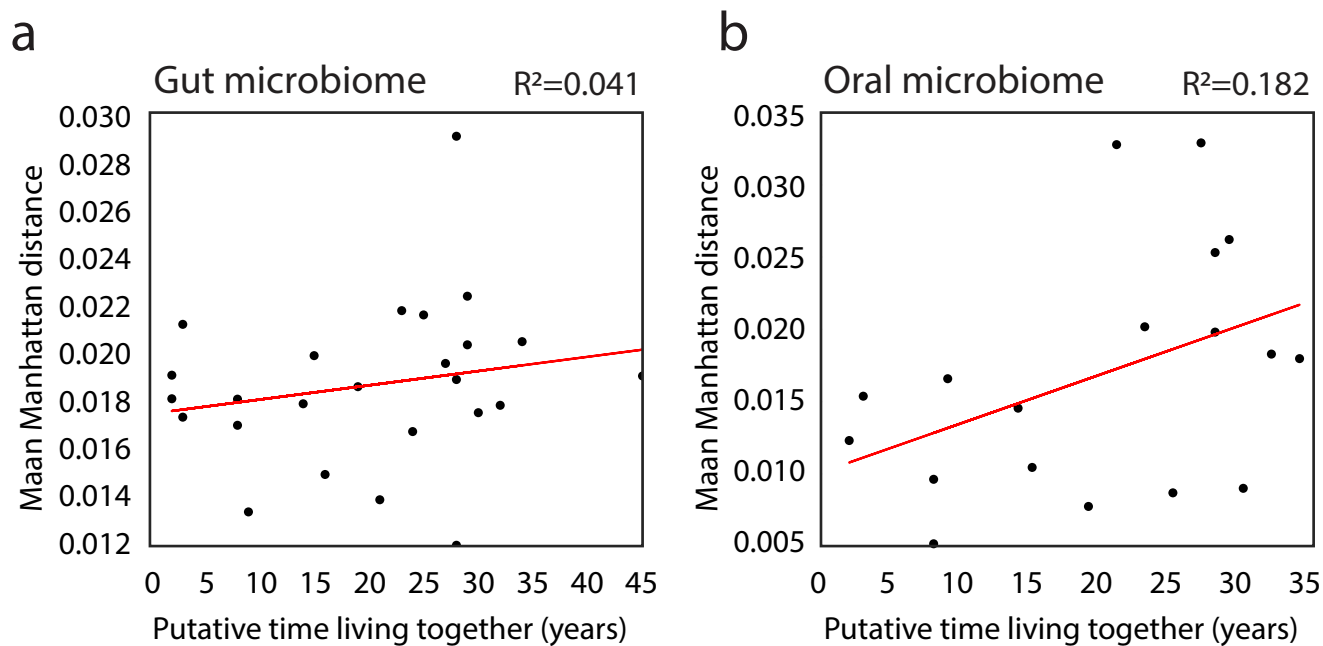 a
Gut microbiome R²=0.041
Maan Manhattan distance
0.030
0.028
0.026
0.024
0.022
0.020
0.018
0.016
0.014
0.012
0 5 10 15 20 25 30 35 40 45
Putative time living together (years)
b
Oral microbiome R²=0.182
Mean Manhattan distance
0.035
0.030
0.025
0.020
0.015
0.010
0.005
0 5 10 15 20 25 30 35
Putative time living together (years)